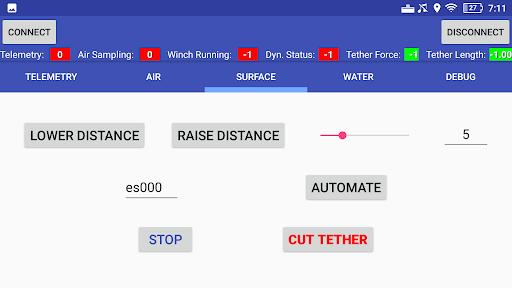 27 7:11
CONNECT DISCONNECT
Telemetry: 0 Air Sampling: 0 Winch Running: -1 Dyn. Status: -1 Tether Force: -1 Tether Length: -1.00
TELEMETRY AIR SURFACE WATER DEBUG
LOWER DISTANCE RAISE DISTANCE 5
es000 AUTOMATE
STOP CUT TETHER